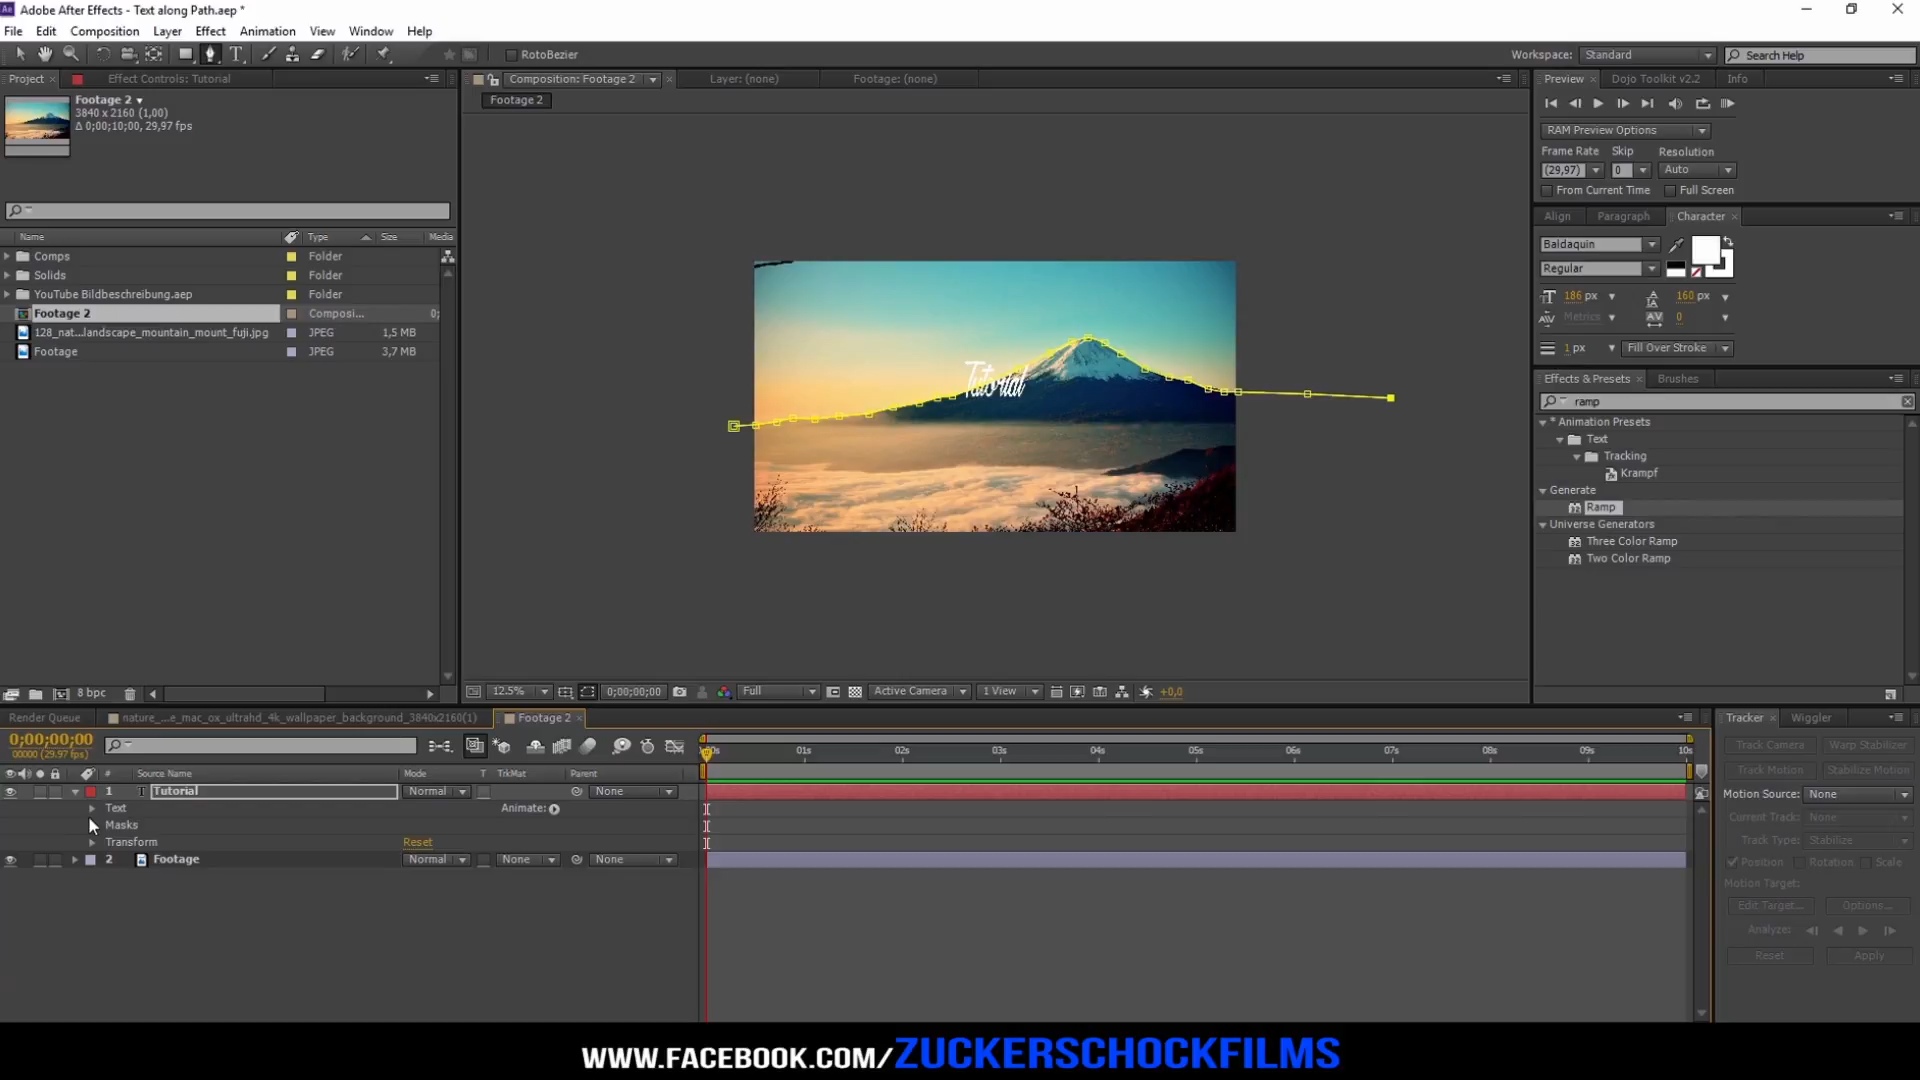 Ae Adobe After Effects - Text along Path.aep *
File Edit Composition Layer Effect Animation View Window Help
RotoBezier
Workspace: Standard
Search Help
Project × Effect Controls: Tutorial
Composition: Footage 2 Layer: (none) Footage: (none)
Preview × Dojo Toolkit v2.2 Info
Footage 2
3840 x 2160 (1,00)
Δ 0;00;10;00, 29,97 fps
Footage 2
RAM Preview Options
Frame Rate Skip Resolution
(29,97) 0 Auto
From Current Time Full Screen
Name Type Size Media
Comps Folder
Solids Folder
YouTube Bildbeschreibung.aep Folder
Footage 2 Composi... 0;
128_nat...landscape_mountain_mount_fuji.jpg JPEG 1,5 MB
Footage JPEG 3,7 MB
Tutorial
Align Paragraph Character ×
Baldaquin
Regular
186 px 160 px
Metrics 0
1 px Fill Over Stroke
Effects & Presets × Brushes
ramp
* Animation Presets
Text
Tracking
Krampf
Generate
Ramp
Universe Generators
Three Color Ramp
Two Color Ramp
8 bpc
12.5% 0;00;00;00 Full Active Camera 1 View +0,0
Render Queue nature_...e_mac_ox_ultrahd_4k_wallpaper_background_3840x2160(1) Footage 2 ×
0;00;00;00
00000 (29.97 fps)
:00s 01s 02s 03s 04s 05s 06s 07s 08s 09s 10s
# Source Name Mode T TrkMat Parent
1 T Tutorial Normal None
Text Animate:
Masks
Transform Reset
2 Footage Normal None None
Tracker × Wiggler
Track Camera Warp Stabilizer
Track Motion Stabilize Motion
Motion Source: None
Current Track: None
Track Type: Stabilize
Position Rotation Scale
Motion Target:
Edit Target... Options...
Analyze:
Reset Apply
WWW.FACEBOOK.COM/ZUCKERSCHOCKFILMS